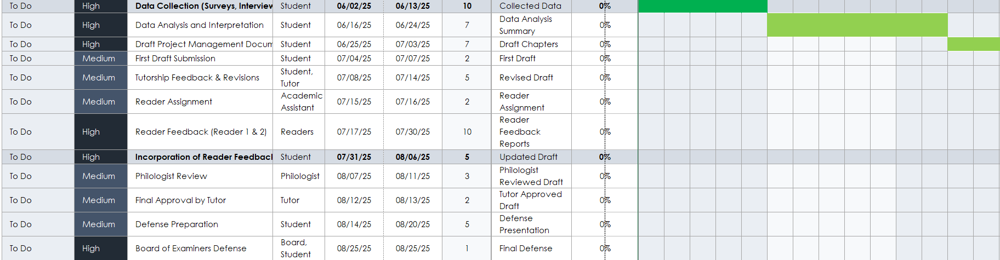 To Do High Data Collection (Surveys, Interview Student 06/02/25 06/13/25 10 Collected Data 0%
To Do High Data Analysis and Interpretation Student 06/16/25 06/24/25 7 Data Analysis
Summary 0%
To Do High Draft Project Management Docum Student 06/25/25 07/03/25 7 Draft Chapters 0%
To Do Medium First Draft Submission Student 07/04/25 07/07/25 2 First Draft 0%
To Do Medium Tutorship Feedback & Revisions Student,
Tutor 07/08/25 07/14/25 5 Revised Draft 0%
To Do Medium Reader Assignment Academic
Assistant 07/15/25 07/16/25 2 Reader
Assignment 0%
To Do High Reader Feedback (Reader 1 & 2) Readers 07/17/25 07/30/25 10 Reader
Feedback
Reports 0%
To Do High Incorporation of Reader Feedbacl Student 07/31/25 08/06/25 5 Updated Draft 0%
To Do Medium Philologist Review Philologist 08/07/25 08/11/25 3 Philologist
Reviewed Draft 0%
To Do Medium Final Approval by Tutor Tutor 08/12/25 08/13/25 2 Tutor Approved
Draft 0%
To Do Medium Defense Preparation Student 08/14/25 08/20/25 5 Defense
Presentation 0%
To Do High Board of Examiners Defense Board,
Student 08/25/25 08/25/25 1 Final Defense 0%